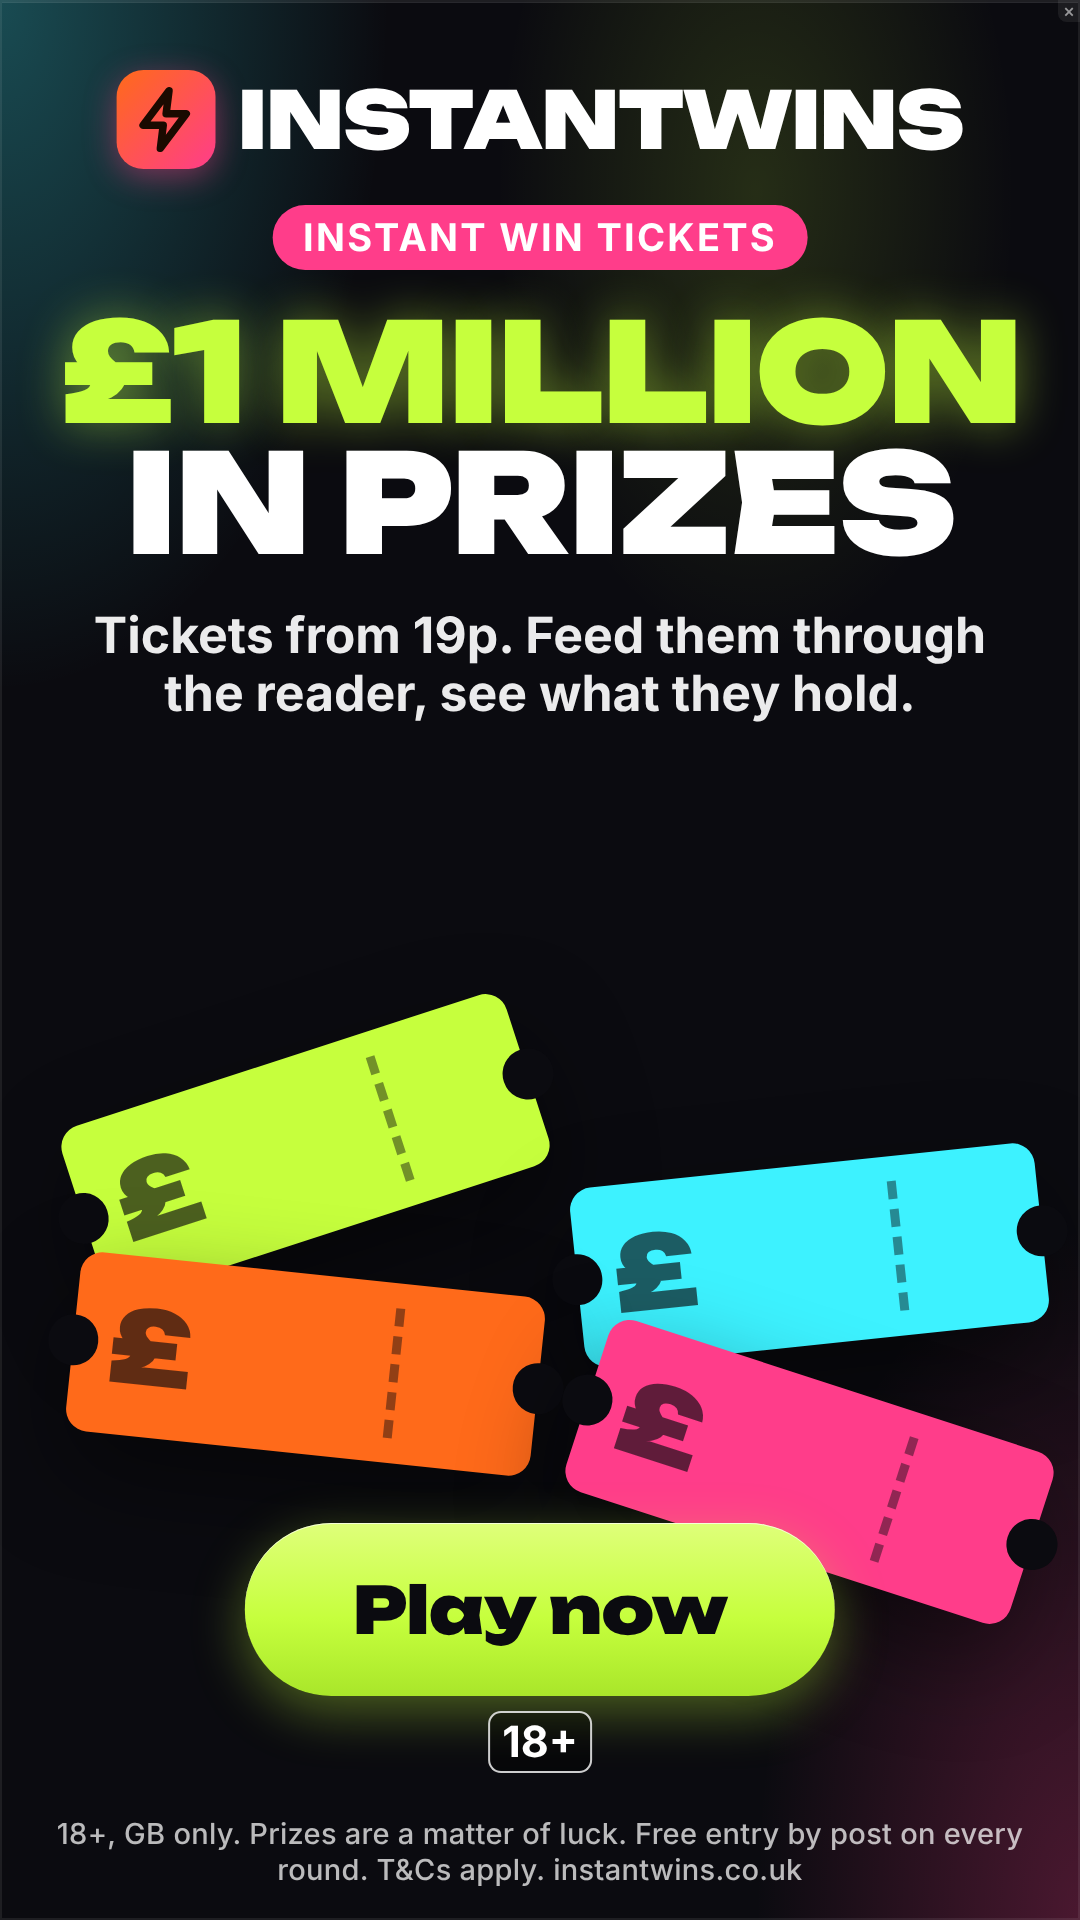 INSTANTWINS
INSTANT WIN TICKETS
£1 MILLION
IN PRIZES
Tickets from 19p. Feed them through
the reader, see what they hold.
£
£
£
£
Play now
18+
18+, GB only. Prizes are a matter of luck. Free entry by post on every
round. T&Cs apply. instantwins.co.uk